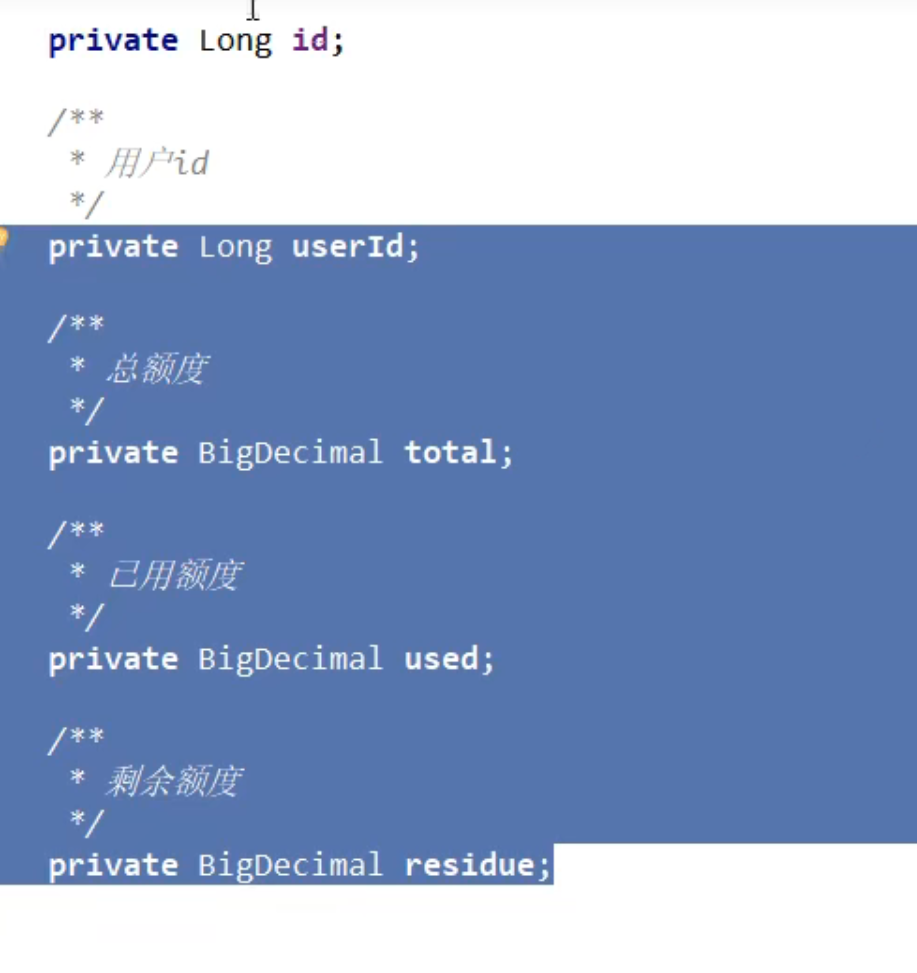 private Long id;
/**
* 用户id
*/
private Long userId;
/**
* 总额度
*/
private BigDecimal total;
/**
* 已用额度
*/
private BigDecimal used;
/**
* 剩余额度
*/
private BigDecimal residue;